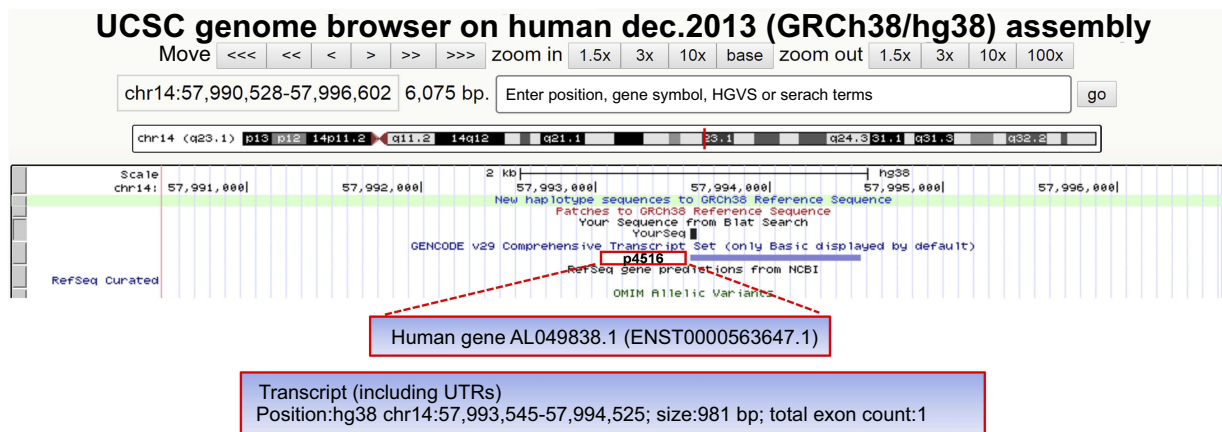 UCSC genome browser on human dec.2013 (GRCh38/hg38) assembly
Move <<< << < > >> >>> zoom in 1.5x 3x 10x base zoom out 1.5x 3x 10x 100x
chr14:57,990,528-57,996,602 6,075 bp. Enter position, gene symbol, HGVS or serach terms go
chr14 (q23.1) p13 p12 14p11.2 q11.2 14q12 q21.1 23.1 q24.3 31.1 q31.3 q32.2
Scale 2 kb hg38
chr14: 57,991,000| 57,992,000| 57,993,000| 57,994,000| 57,995,000| 57,996,000|
New haplotype sequences to GRCh38 Reference Sequence
Patches to GRCh38 Reference Sequence
Your Sequence from Blat Search
YourSeq
GENCODE v29 Comprehensive Transcript Set (only Basic displayed by default)
p4516
RefSeq gene predictions from NCBI
RefSeq Curated
OMIM Allelic Variants
Human gene AL049838.1 (ENST0000563647.1)
Transcript (including UTRs)
Position:hg38 chr14:57,993,545-57,994,525; size:981 bp; total exon count:1